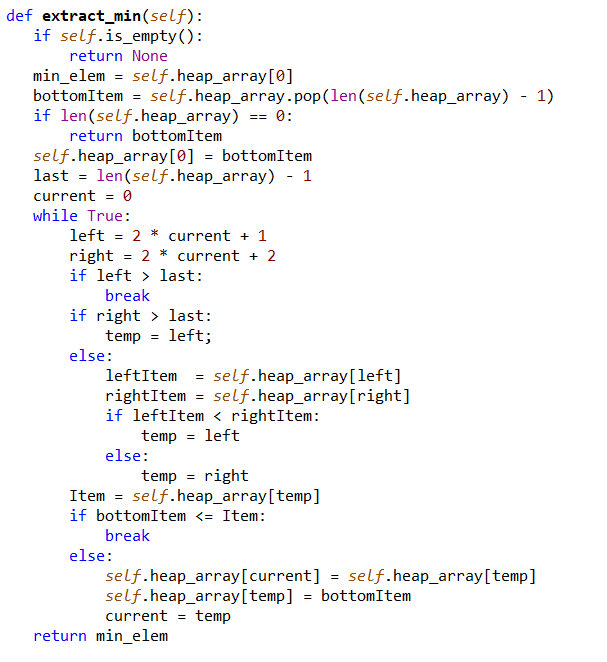 def extract_min(self):
   if self.is_empty():
       return None
   min_elem = self.heap_array[0]
   bottomItem = self.heap_array.pop(len(self.heap_array) - 1)
   if len(self.heap_array) == 0:
       return bottomItem
   self.heap_array[0] = bottomItem
   last = len(self.heap_array) - 1
   current = 0
   while True:
       left = 2 * current + 1
       right = 2 * current + 2
       if left > last:
           break
       if right > last:
           temp = left;
       else:
           leftItem  = self.heap_array[left]
           rightItem = self.heap_array[right]
           if leftItem < rightItem:
               temp = left
           else:
               temp = right
       Item = self.heap_array[temp]
       if bottomItem <= Item:
           break
       else:
           self.heap_array[current] = self.heap_array[temp]
           self.heap_array[temp] = bottomItem
           current = temp
   return min_elem